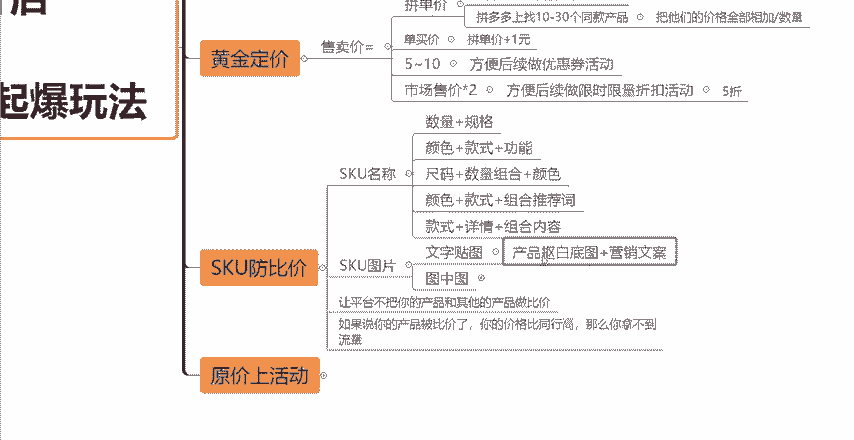 后
拼单价
拼多多上找10-30个同款产品 把他们的价格全部相加/数量
黄金定价 售卖价= 单买价 拼单价+1元
5~10 方便后续做优惠券活动
起爆玩法
市场售价*2 方便后续做限时限量折扣活动 5折
数量+规格
颜色+款式+功能
SKU名称 尺码+数量组合+颜色
颜色+款式+组合推荐词
款式+详情+组合内容
文字贴图 产品抠白底图+营销文案
SKU防比价 SKU图片
图中图
让平台不把你的产品和其他的产品做比价
如果说你的产品被比价了，你的价格比同行高，那么你拿不到
流量
原价上活动